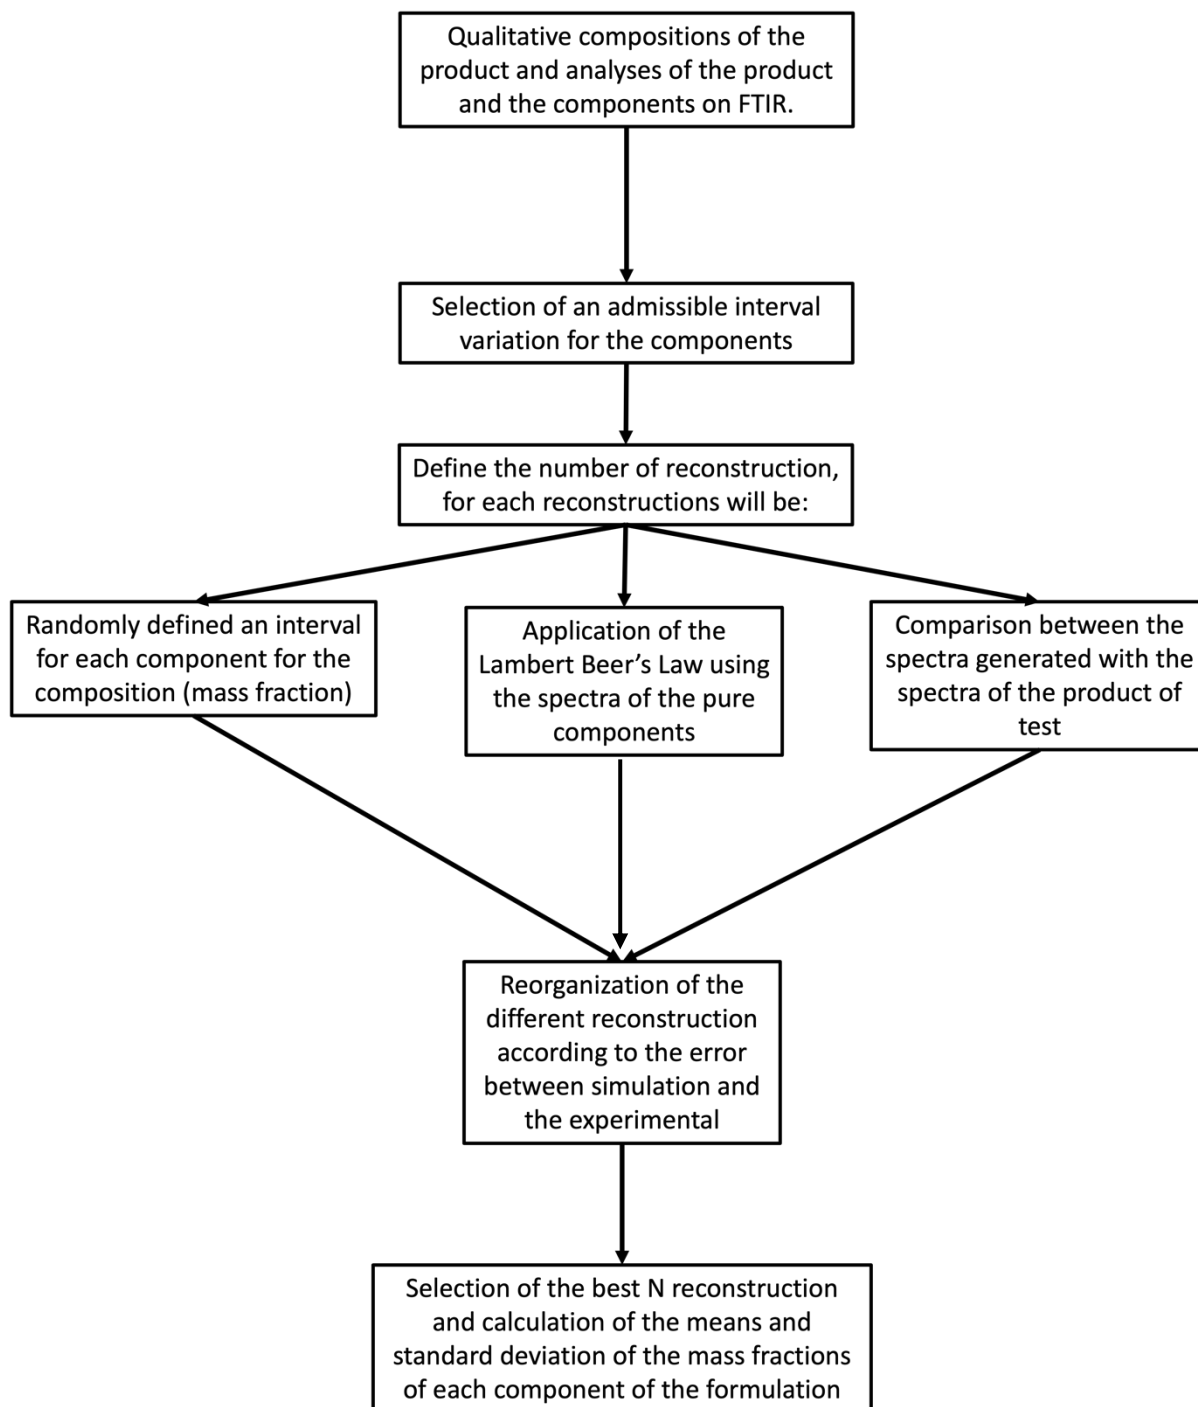 Qualitative compositions of the
product and analyses of the product
and the components on FTIR.
Selection of an admissible interval
variation for the components
Define the number of reconstruction,
for each reconstructions will be:
Randomly defined an interval
for each component for the
composition (mass fraction)
Application of the
Lambert Beer's Law using
the spectra of the pure
components
Comparison between the
spectra generated with the
spectra of the product of
test
Reorganization of the
different reconstruction
according to the error
between simulation and
the experimental
Selection of the best N reconstruction
and calculation of the means and
standard deviation of the mass fractions
of each component of the formulation